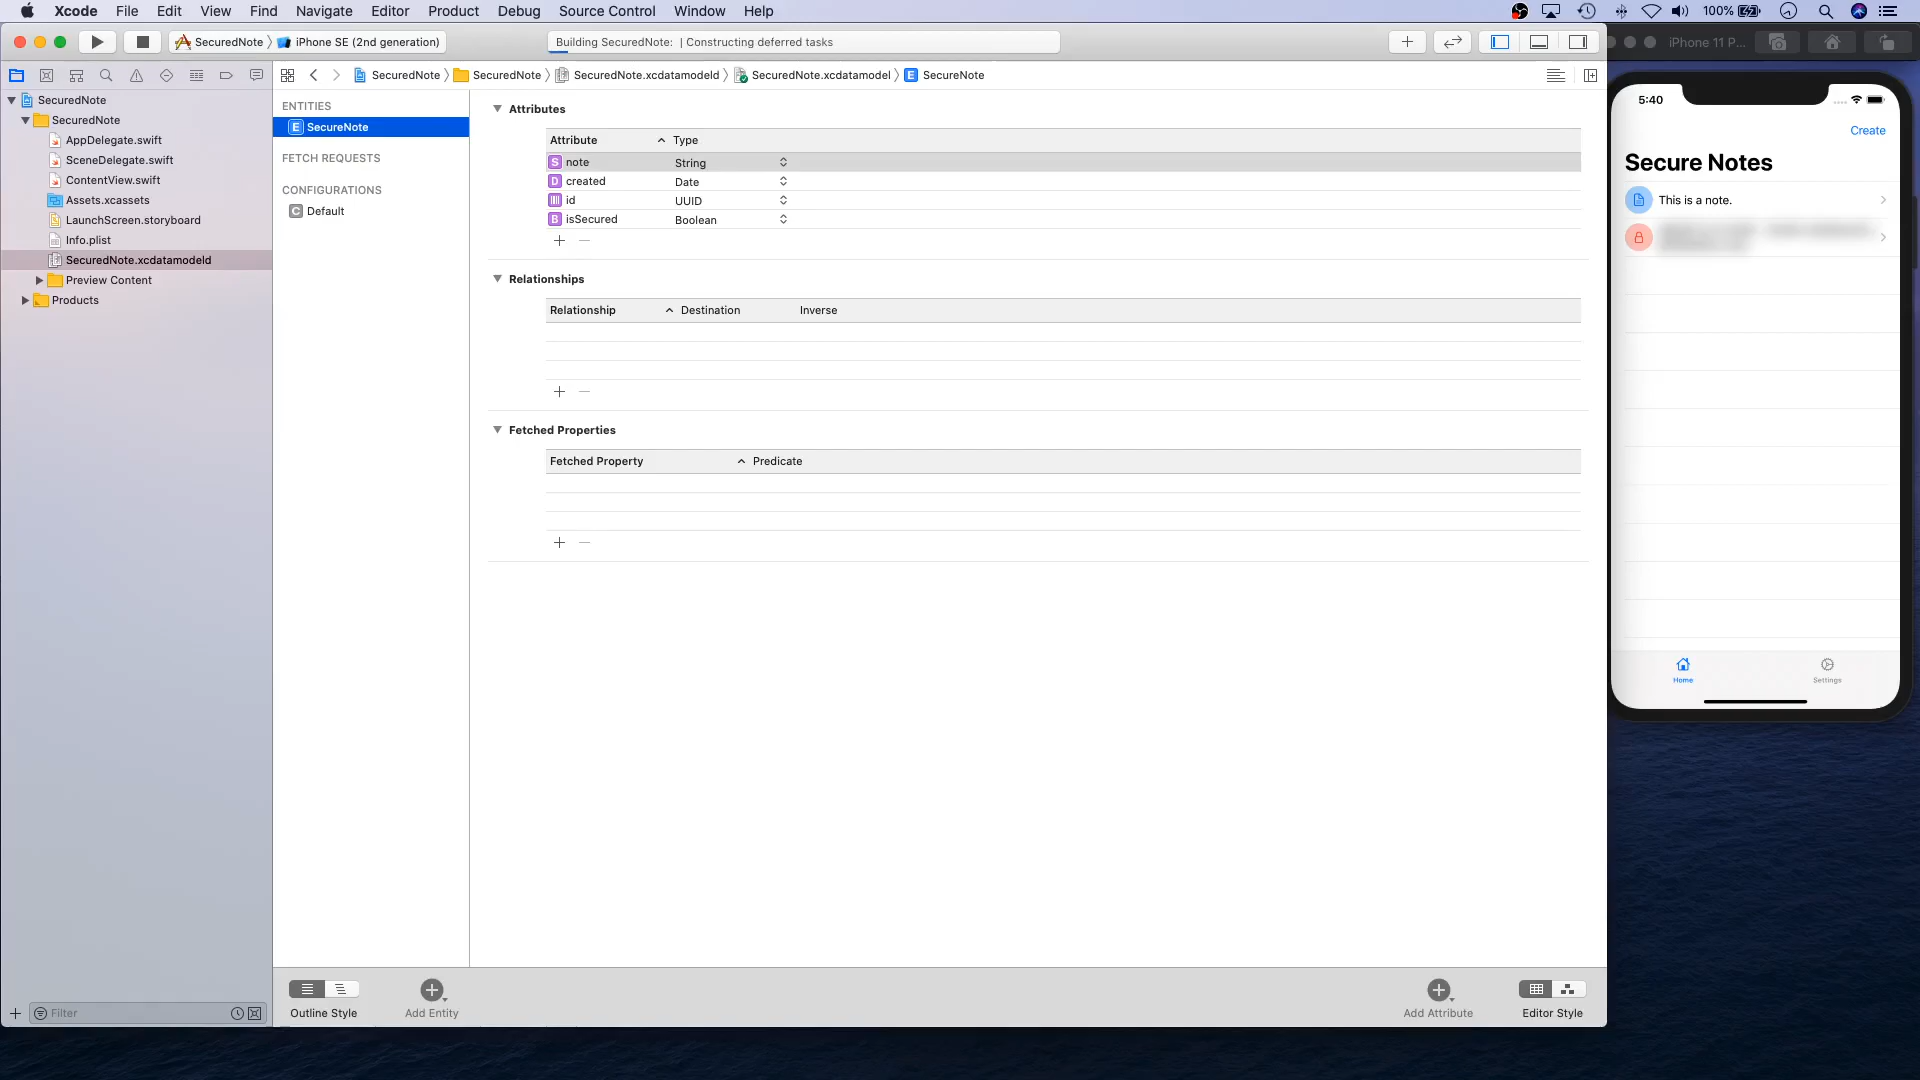 Xcode File Edit View Find Navigate Editor Product Debug Source Control Window Help 100%
SecuredNote iPhone SE (2nd generation) Building SecuredNote: | Constructing deferred tasks
iPhone 11 P...
SecuredNote SecuredNote SecuredNote.xcdatamodeld SecuredNote.xcdatamodel E SecureNote
SecuredNote
SecuredNote
AppDelegate.swift
SceneDelegate.swift
ContentView.swift
Assets.xcassets
LaunchScreen.storyboard
Info.plist
SecuredNote.xcdatamodeld
Preview Content
Products
Filter
ENTITIES
E SecureNote
FETCH REQUESTS
CONFIGURATIONS
C Default
Attributes
Attribute Type
S note String
D created Date
id UUID
B isSecured Boolean
Relationships
Relationship Destination Inverse
Fetched Properties
Fetched Property Predicate
Outline Style Add Entity Add Attribute Editor Style
5:40
Create
Secure Notes
This is a note.
Home Settings